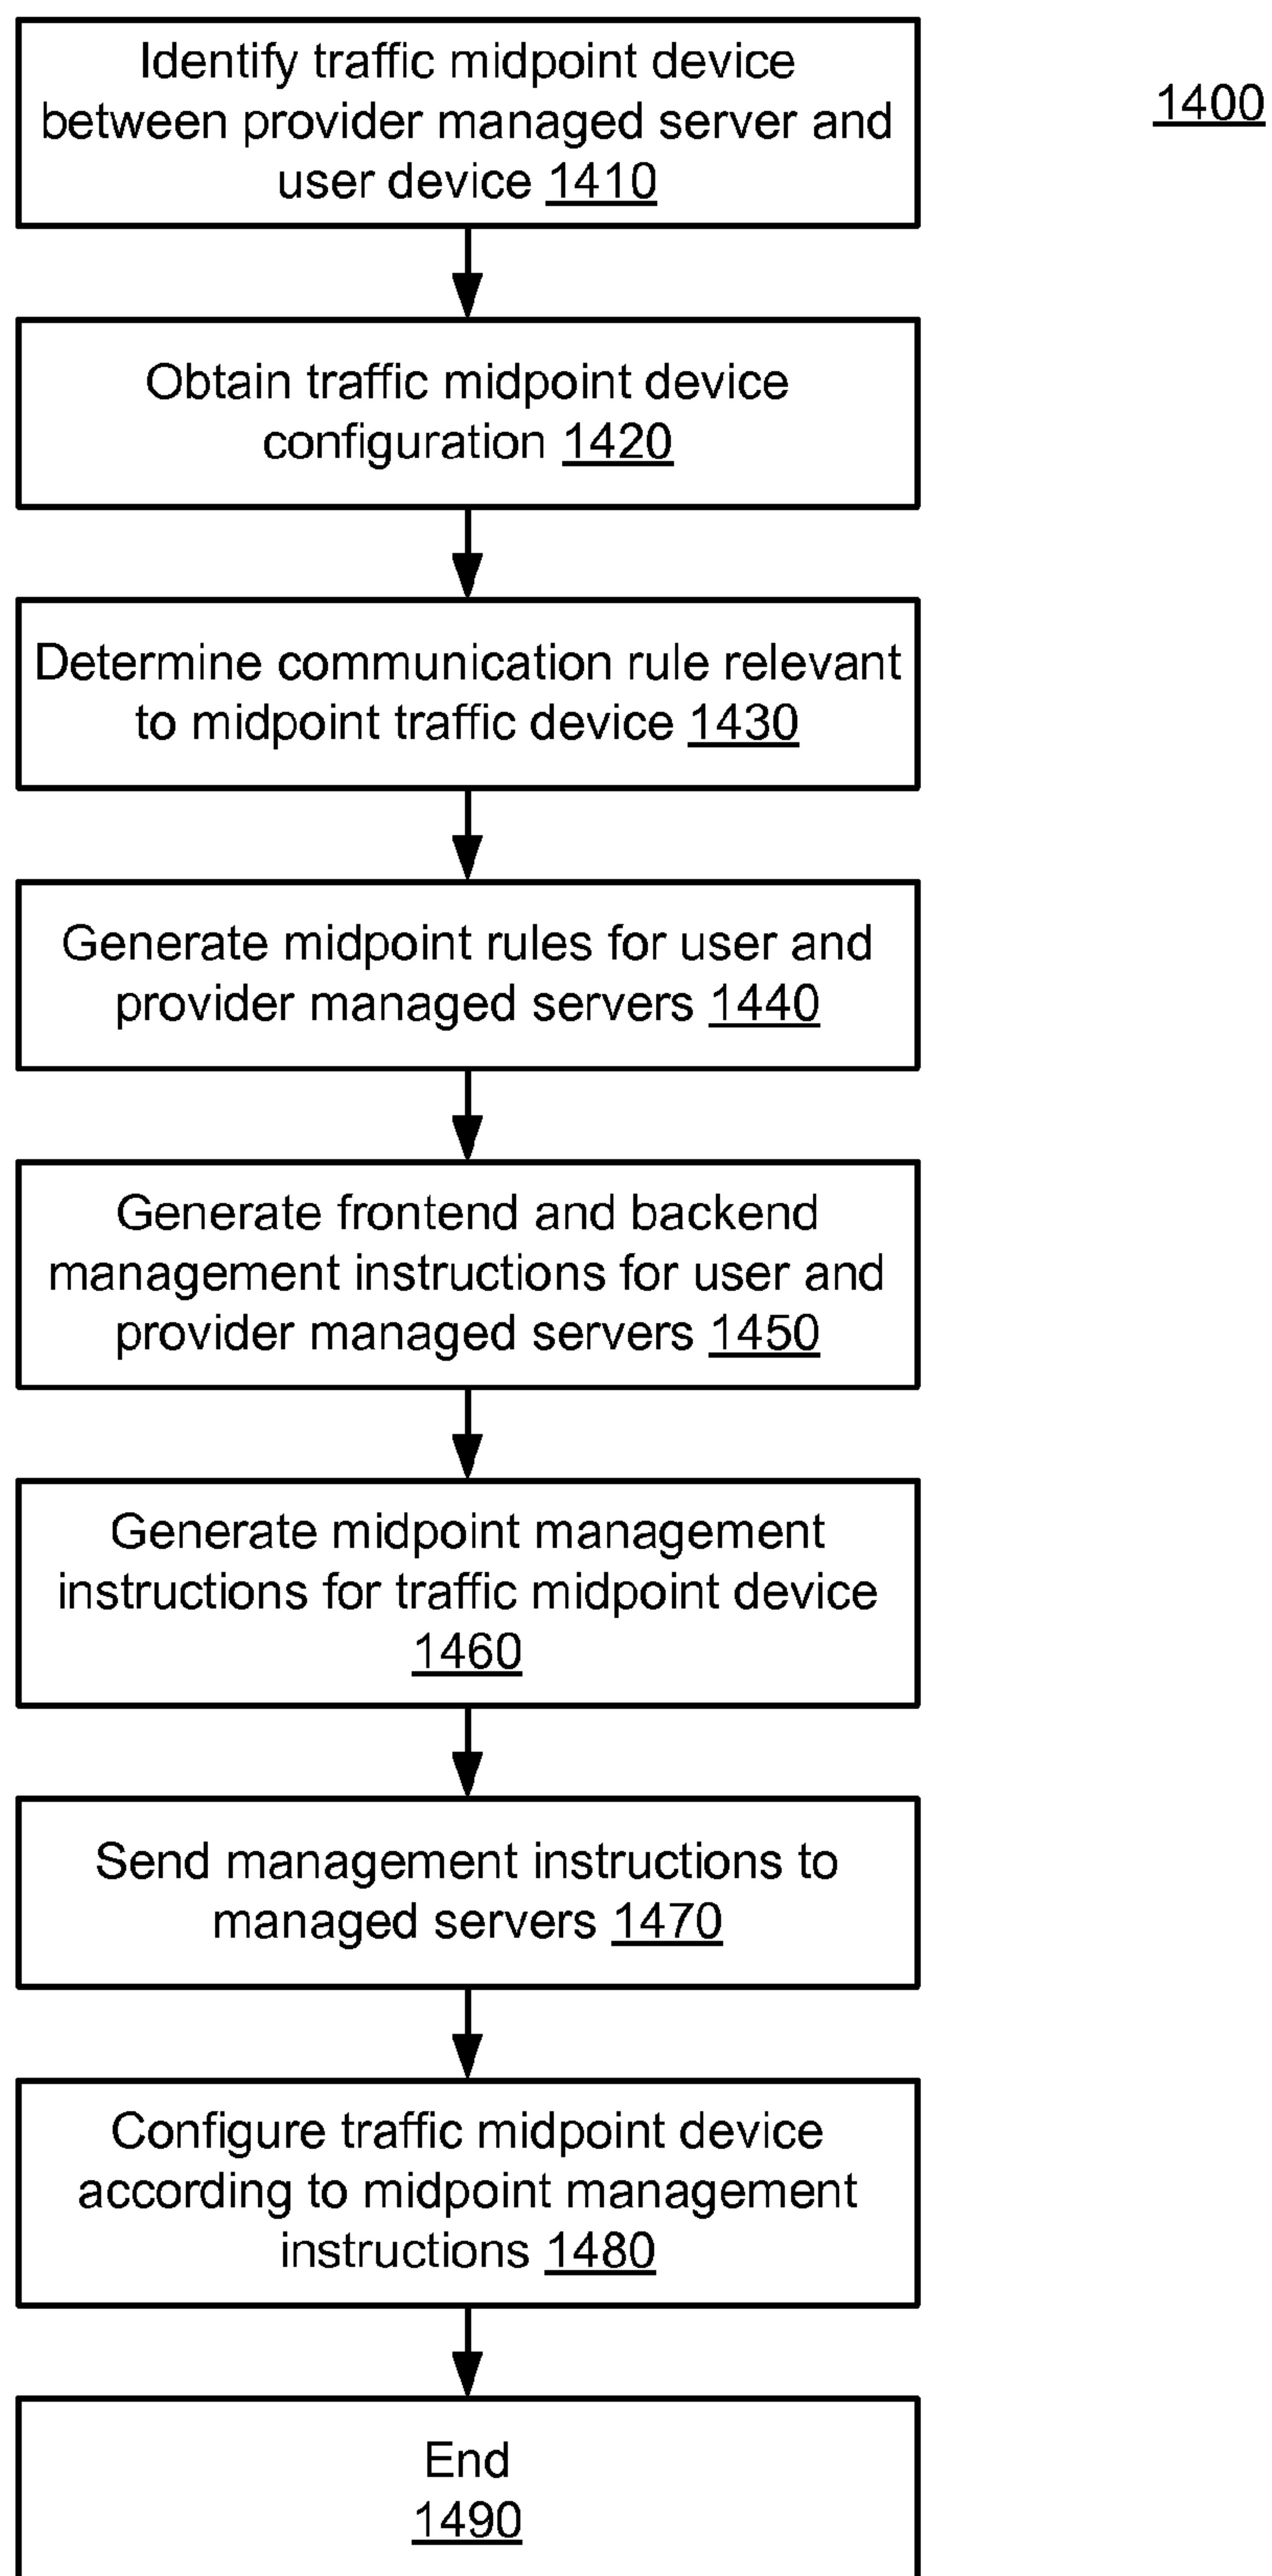 Identify traffic midpoint device
between provider managed server and
user device 1410
1400
Obtain traffic midpoint device
configuration 1420
Determine communication rule relevant
to midpoint traffic device 1430
Generate midpoint rules for user and
provider managed servers 1440
Generate frontend and backend
management instructions for user and
provider managed servers 1450
Generate midpoint management
instructions for traffic midpoint device
1460
Send management instructions to
managed servers 1470
Configure traffic midpoint device
according to midpoint management
instructions 1480
End
1490